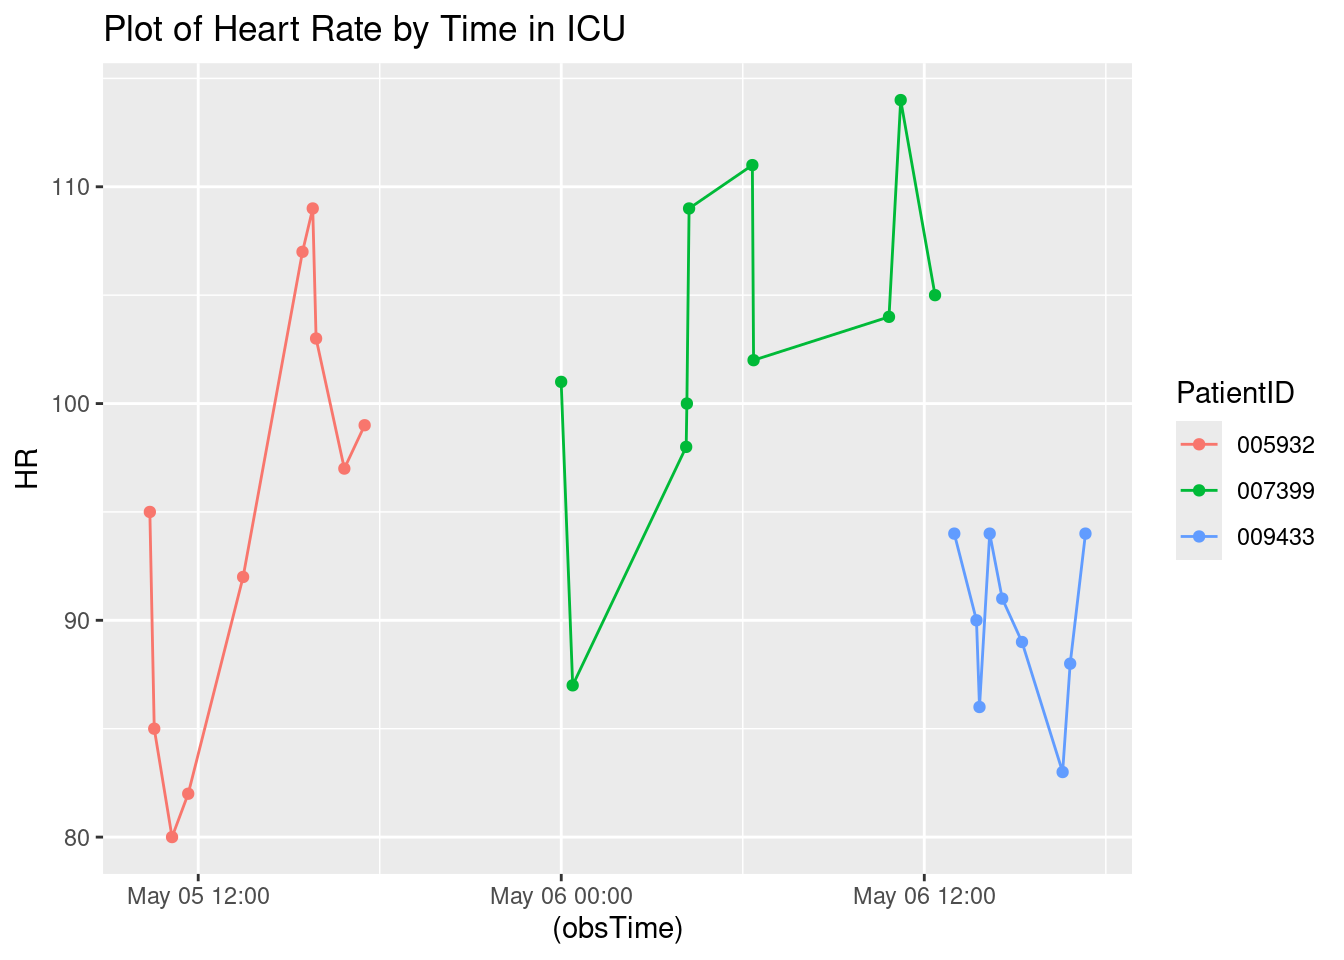 Plot of Heart Rate by Time in ICU
HR
110
100
90
80
May 05 12:00
May 06 00:00
May 06 12:00
(obsTime)
PatientID
005932
007399
009433